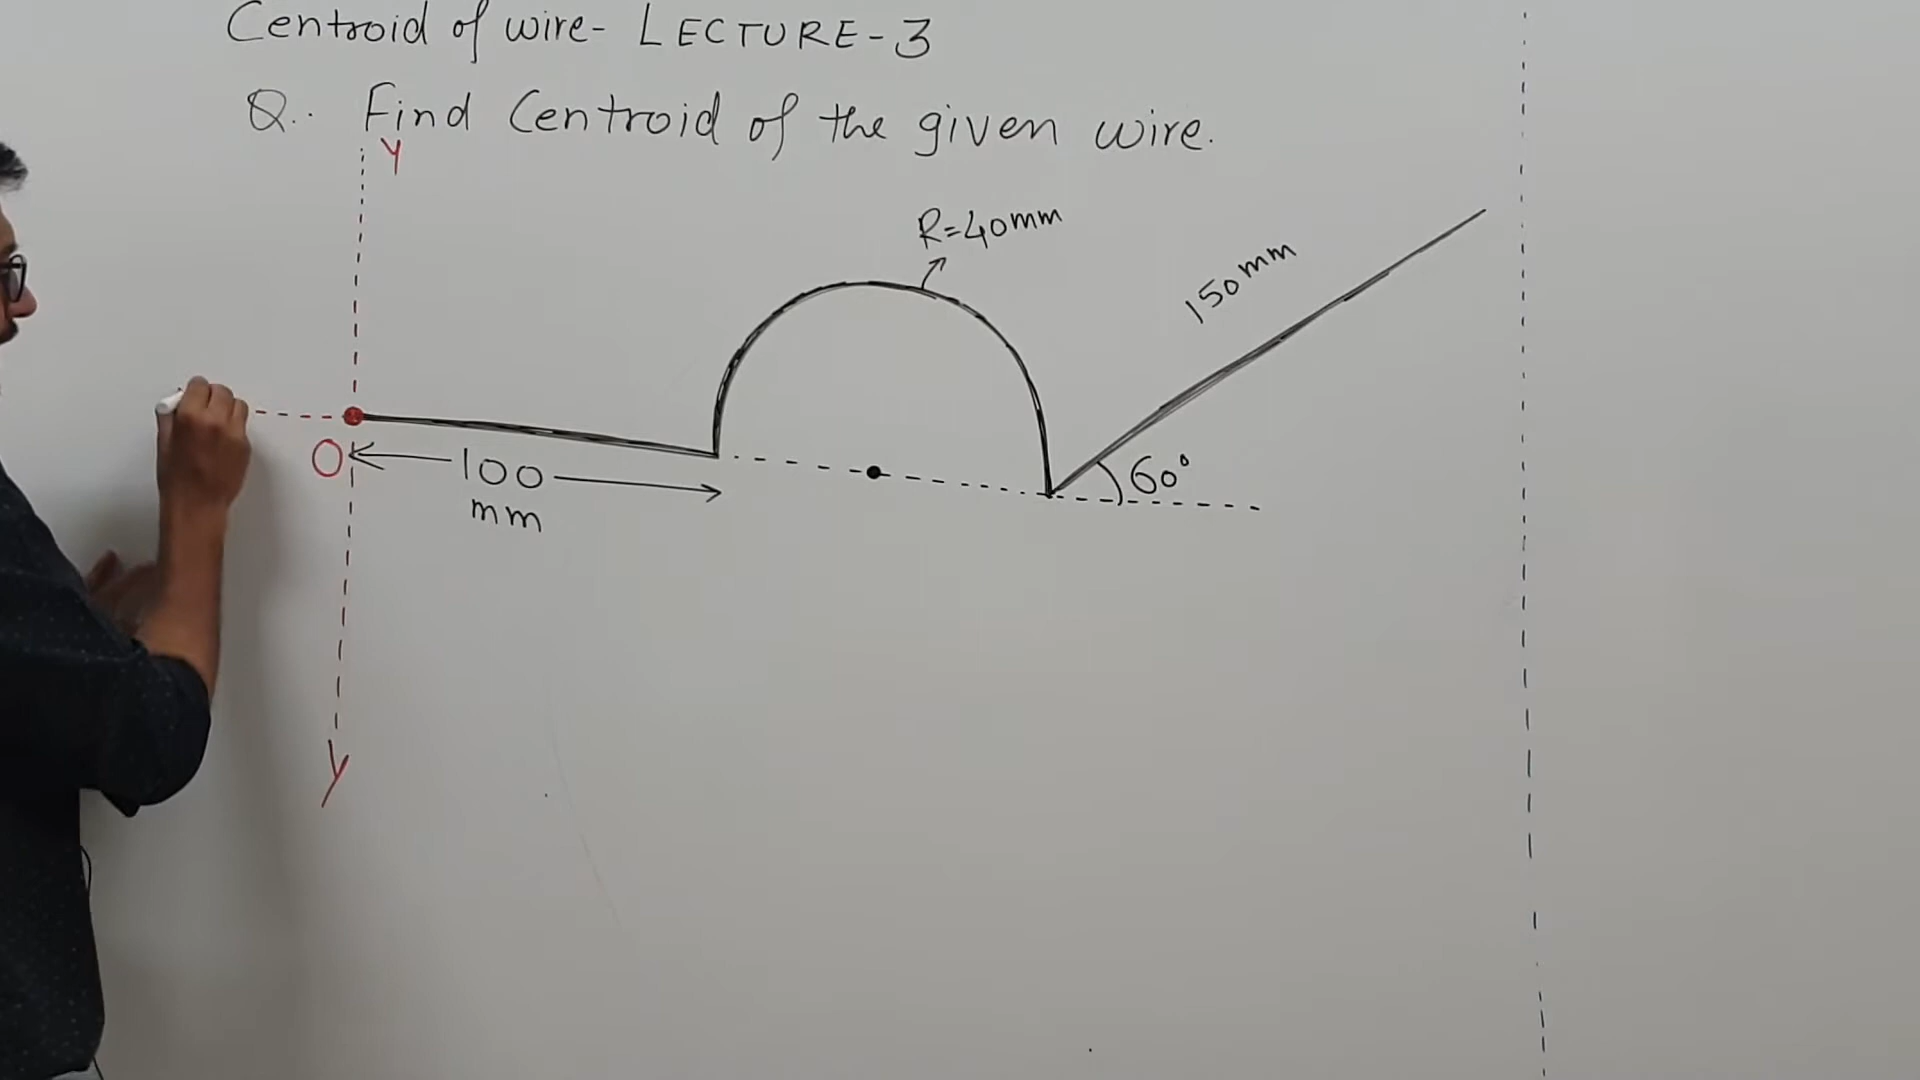 Centroid of wire- LECTURE-3
Q.. Find Centroid of the given wire.
y
R=40mm
150mm
O
100
mm
60°
y